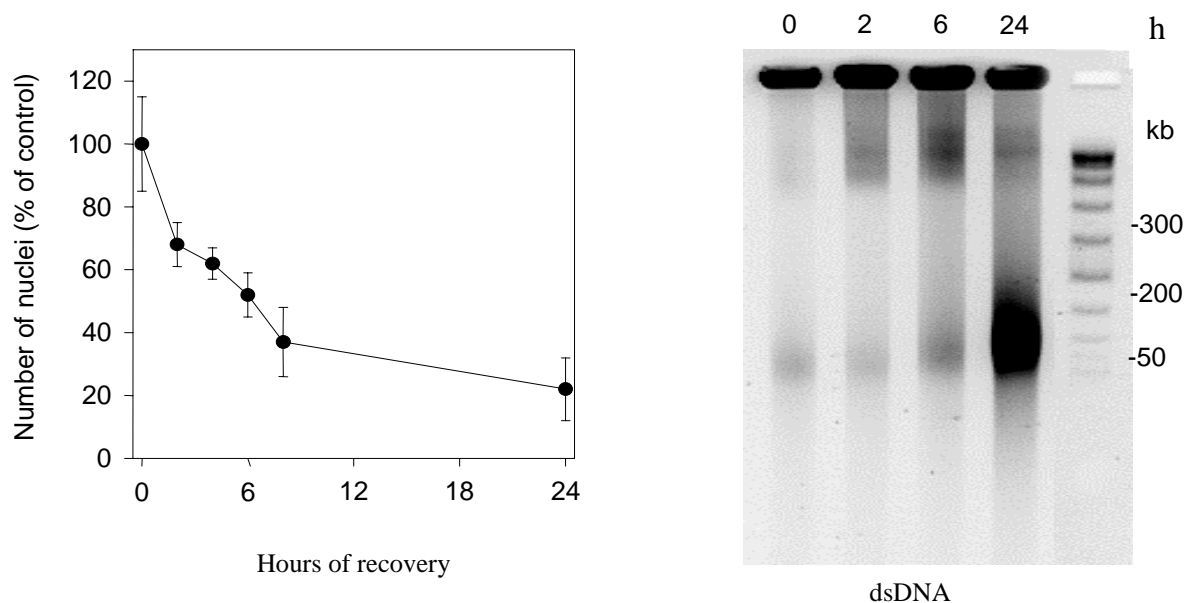 Number of nuclei (% of control)
120
100
80
60
40
20
0
0 6 12 18 24
Hours of recovery
0 2 6 24 h
kb
-300
-200
-50
dsDNA